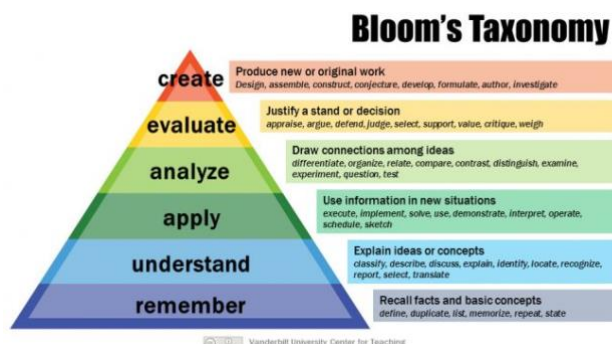 Bloom's Taxonomy
create
Produce new or original work
Design, assemble, construct, conjecture, develop, formulate, author, investigate
evaluate
Justify a stand or decision
appraise, argue, defend, judge, select, support, value, critique, weigh
analyze
Draw connections among ideas
differentiate, organize, relate, compare, contrast, distinguish, examine,
experiment, question, test
apply
Use information in new situations
execute, implement, solve, use, demonstrate, interpret, operate,
schedule, sketch
understand
Explain ideas or concepts
classify, describe, discuss, explain, identify, locate, recognize,
report, select, translate
remember
Recall facts and basic concepts
define, duplicate, list, memorize, repeat, state
Vanderbilt University Center for Teaching